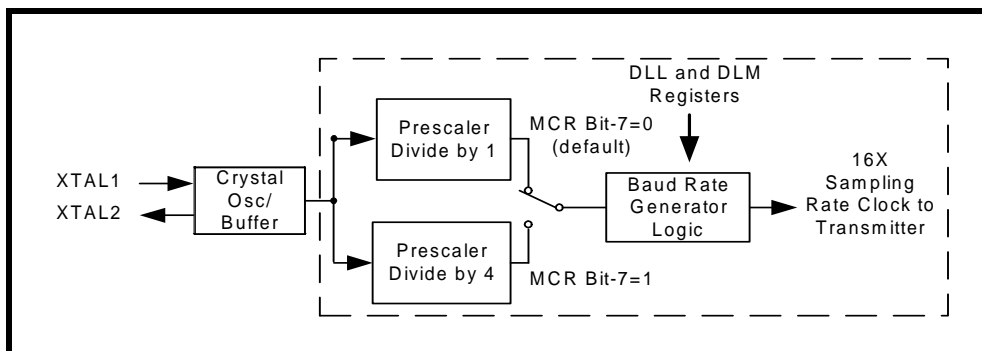 XTAL1
XTAL2
Crystal
Osc/
Buffer
Prescaler
Divide by 1
Prescaler
Divide by 4
MCR Bit-7=0
(default)
MCR Bit-7=1
DLL and DLM
Registers
Baud Rate
Generator
Logic
16X
Sampling
Rate Clock to
Transmitter